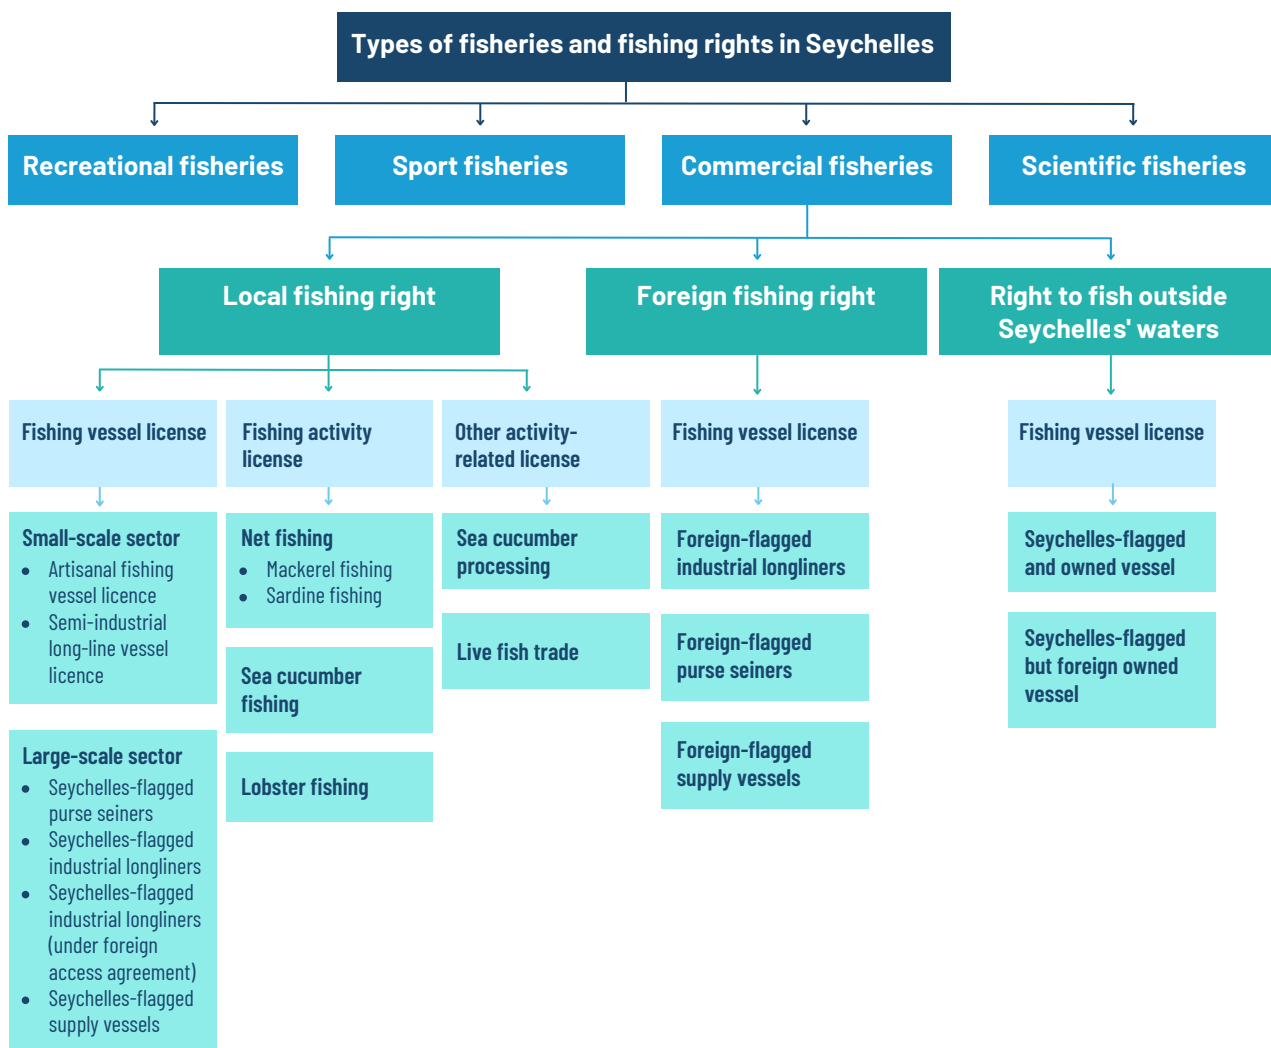 Types of fisheries and fishing rights in Seychelles
Recreational fisheries
Sport fisheries
Commercial fisheries
Scientific fisheries
Local fishing right
Foreign fishing right
Right to fish outside
Seychelles' waters
Fishing vessel license
Fishing activity
license
Other activity-
related license
Fishing vessel license
Fishing vessel license
Small-scale sector
• Artisanal fishing
vessel licence
• Semi-industrial
long-line vessel
licence
Large-scale sector
• Seychelles-flagged
purse seiners
• Seychelles-flagged
industrial longliners
• Seychelles-flagged
industrial longliners
(under foreign
access agreement)
• Seychelles-flagged
supply vessels
Net fishing
• Mackerel fishing
• Sardine fishing
Sea cucumber
fishing
Lobster fishing
Sea cucumber
processing
Live fish trade
Foreign-flagged
industrial longliners
Foreign-flagged
purse seiners
Foreign-flagged
supply vessels
Seychelles-flagged
and owned vessel
Seychelles-flagged
but foreign owned
vessel